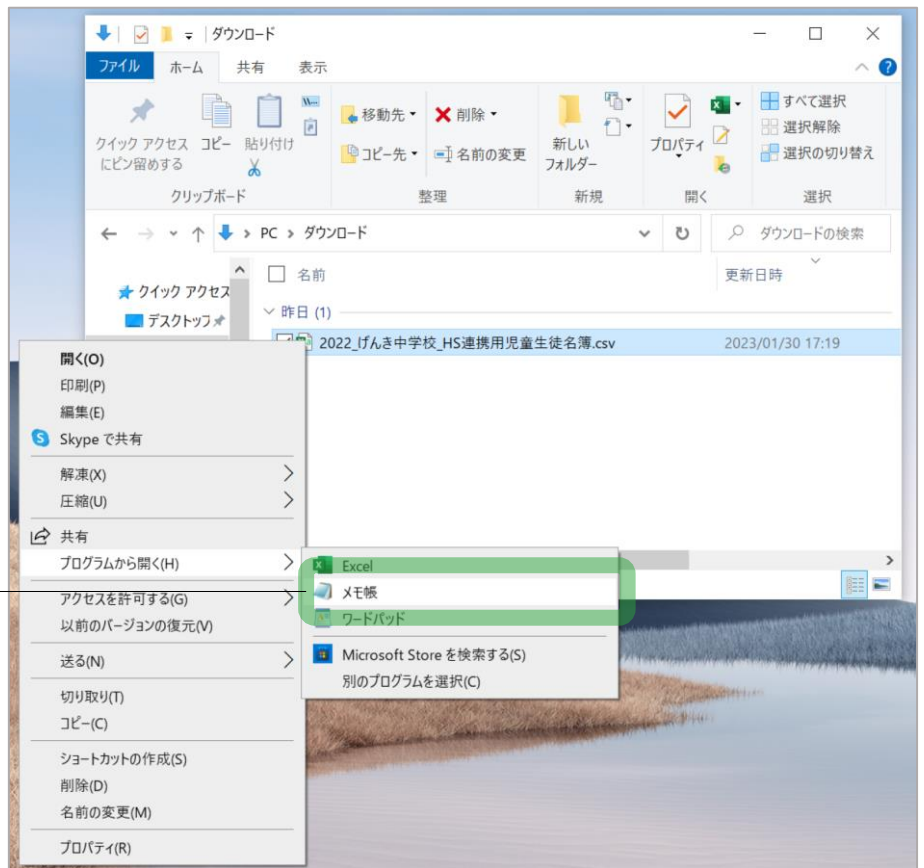 ダウンロード
ファイル ホーム 共有 表示
クイック アクセス
にピン留めする
コピー
貼り付け
移動先
コピー先
削除
名前の変更
新しい
フォルダー
プロパティ
すべて選択
選択解除
選択の切り替え
クリップボード 整理 新規 開く 選択
PC > ダウンロード
ダウンロードの検索
クイック アクセス
デスクトップ
名前 更新日時
昨日 (1)
2022_げんき中学校_HS連携用児童生徒名簿.csv 2023/01/30 17:19
開く(O)
印刷(P)
編集(E)
Skype で共有
解凍(X)
圧縮(U)
共有
プログラムから開く(H)
アクセスを許可する(G)
以前のバージョンの復元(V)
送る(N)
切り取り(T)
コピー(C)
ショートカットの作成(S)
削除(D)
名前の変更(M)
プロパティ(R)
Excel
メモ帳
ワードパッド
Microsoft Store を検索する(S)
別のプログラムを選択(C)